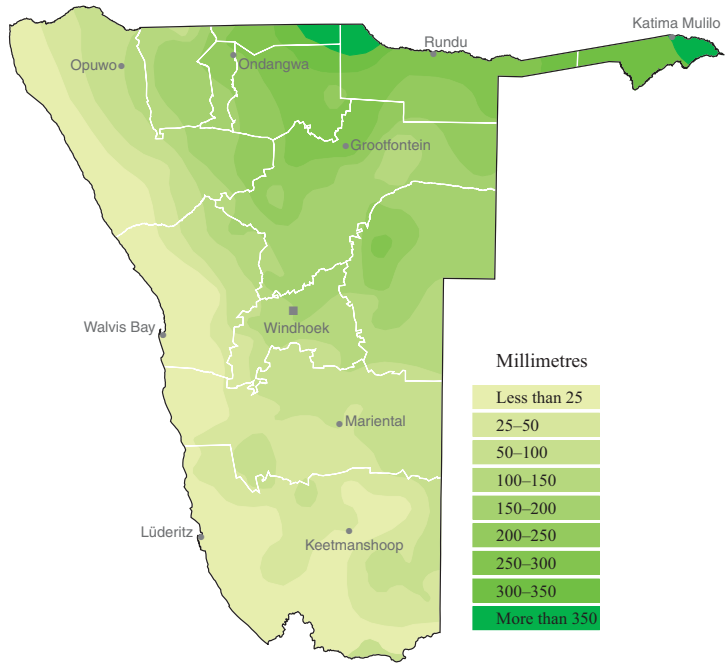 Katima Mulilo
Rundu
Opuwo
Ondangwa
Grootfontein
Walvis Bay
Windhoek
Millimetres
Less than 25
25–50
50–100
100–150
150–200
200–250
250–300
300–350
More than 350
Mariental
Lüderitz
Keetmanshoop